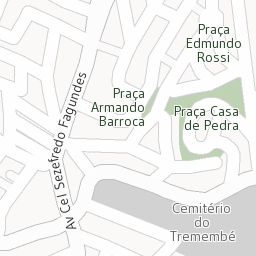 Praça
Edmundo
Rossi
Praça
Armando
Barroca
Praça Casa
de Pedra
Av Cel Sezefredo Fagundes
Cemitério
do
Tremembé